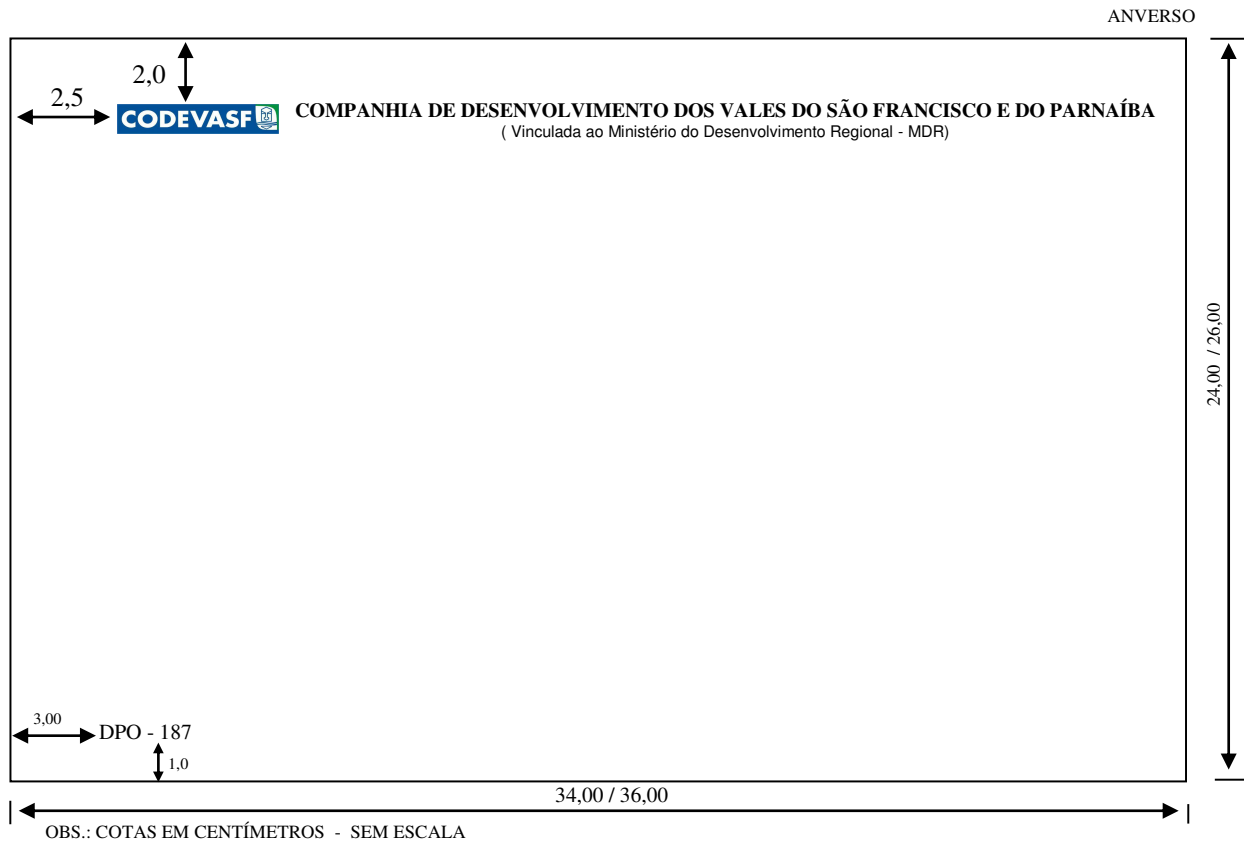 ANVERSO
2,0
2,5
CODEVASF
COMPANHIA DE DESENVOLVIMENTO DOS VALES DO SÃO FRANCISCO E DO PARNAÍBA
( Vinculada ao Ministério do Desenvolvimento Regional - MDR)
24,00 / 26,00
3,00
DPO - 187
1,0
34,00 / 36,00
OBS.: COTAS EM CENTÍMETROS - SEM ESCALA